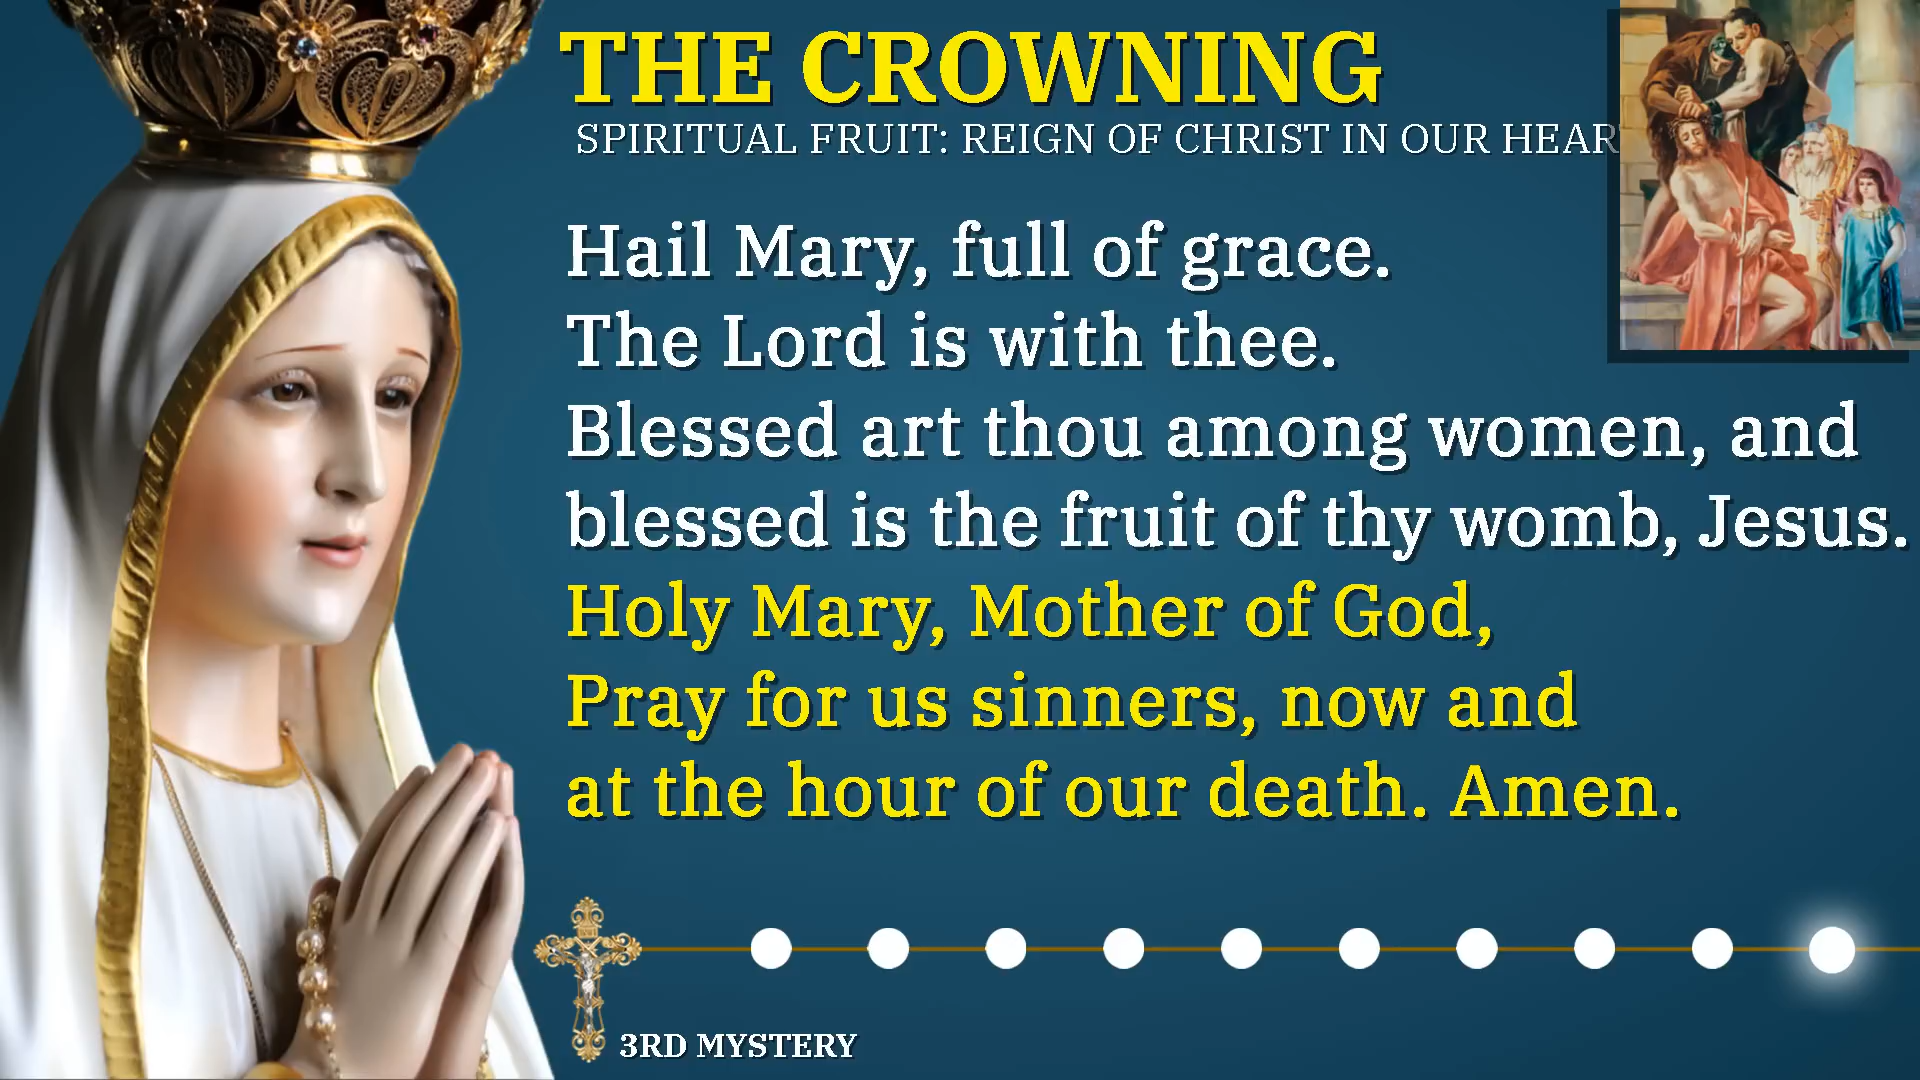 THE CROWNING
SPIRITUAL FRUIT: REIGN OF CHRIST IN OUR HEAR
Hail Mary, full of grace.
The Lord is with thee.
Blessed art thou among women, and
blessed is the fruit of thy womb, Jesus.
Holy Mary, Mother of God,
Pray for us sinners, now and
at the hour of our death. Amen.
3RD MYSTERY